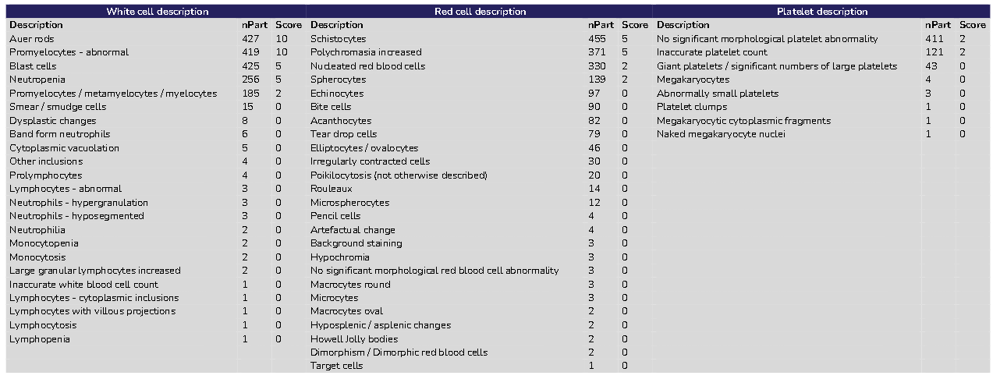 White cell description Red cell description Platelet description
Description nPart Score Description nPart Score Description nPart Score
Auer rods 427 10 Schistocytes 455 5 No significant morphological platelet abnormality 411 2
Promyelocytes - abnormal 419 10 Polychromasia increased 371 5 Inaccurate platelet count 121 2
Blast cells 425 5 Nucleated red blood cells 330 2 Giant platelets / significant numbers of large platelets 43 0
Neutropenia 256 5 Spherocytes 139 2 Megakaryocytes 4 0
Promyelocytes / metamyelocytes / myelocytes 185 2 Echinocytes 97 0 Abnormally small platelets 3 0
Smear / smudge cells 15 0 Bite cells 90 0 Platelet clumps 1 0
Dysplastic changes 8 0 Acanthocytes 82 0 Megakaryocytic cytoplasmic fragments 1 0
Band form neutrophils 6 0 Tear drop cells 79 0 Naked megakaryocyte nuclei 1 0
Cytoplasmic vacuolation 5 0 Elliptocytes / ovalocytes 46 0
Other inclusions 4 0 Irregularly contracted cells 30 0
Prolymphocytes 4 0 Poikilocytosis (not otherwise described) 20 0
Lymphocytes - abnormal 3 0 Rouleaux 14 0
Neutrophils - hypergranulation 3 0 Microspherocytes 12 0
Neutrophils - hyposegmented 3 0 Pencil cells 4 0
Neutrophilia 2 0 Artefactual change 4 0
Monocytopenia 2 0 Background staining 3 0
Monocytosis 2 0 Hypochromia 3 0
Large granular lymphocytes increased 2 0 No significant morphological red blood cell abnormality 3 0
Inaccurate white blood cell count 1 0 Macrocytes round 3 0
Lymphocytes - cytoplasmic inclusions 1 0 Microcytes 3 0
Lymphocytes with villous projections 1 0 Macrocytes oval 2 0
Lymphocytosis 1 0 Hyposplenic / asplenic changes 2 0
Lymphopenia 1 0 Howell Jolly bodies 2 0
Dimorphism / Dimorphic red blood cells 2 0
Target cells 1 0